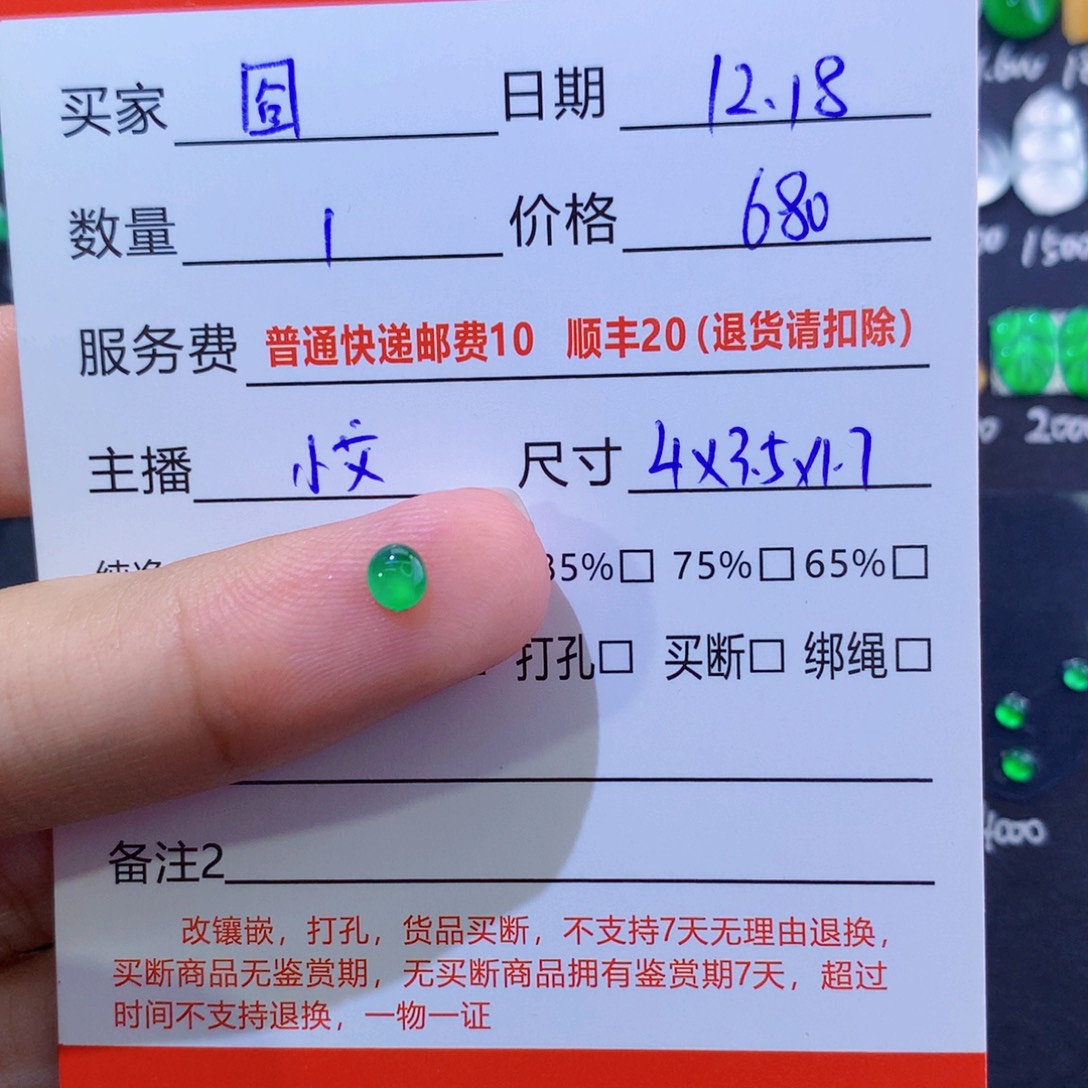 买家 日期 12.18
数量 1 价格 680
服务费 普通快递邮费10 顺丰20(退货请扣除)
主播 小文 尺寸 4x3.5x1.7
纯净 85%□ 75%□ 65%□
打孔□ 买断□ 绑绳□
备注2
改镶嵌，打孔，货品买断，不支持7天无理由退换，
买断商品无鉴赏期，无买断商品拥有鉴赏期7天，超过
时间不支持退换，一物一证
1500
4000